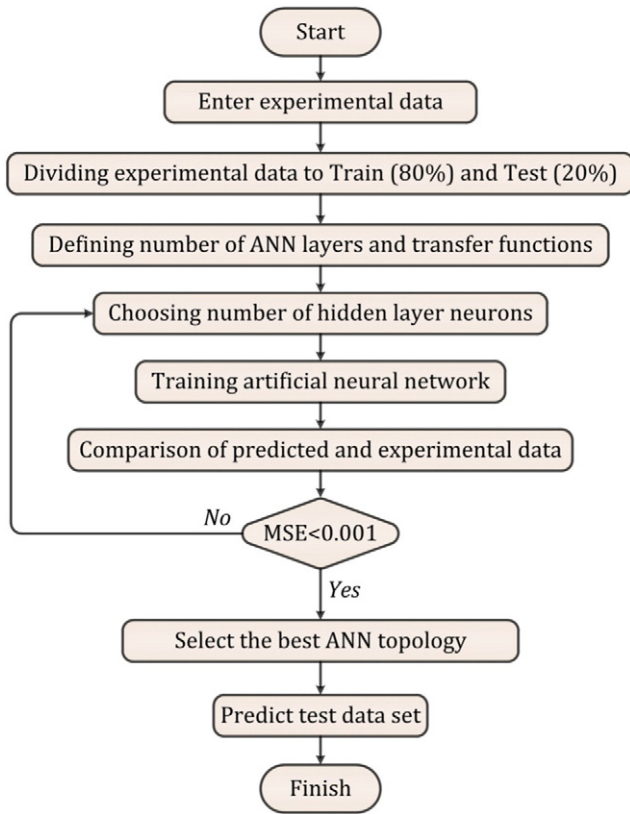 Start
Enter experimental data
Dividing experimental data to Train (80%) and Test (20%)
Defining number of ANN layers and transfer functions
Choosing number of hidden layer neurons
Training artificial neural network
Comparison of predicted and experimental data
No
MSE<0.001
Yes
Select the best ANN topology
Predict test data set
Finish